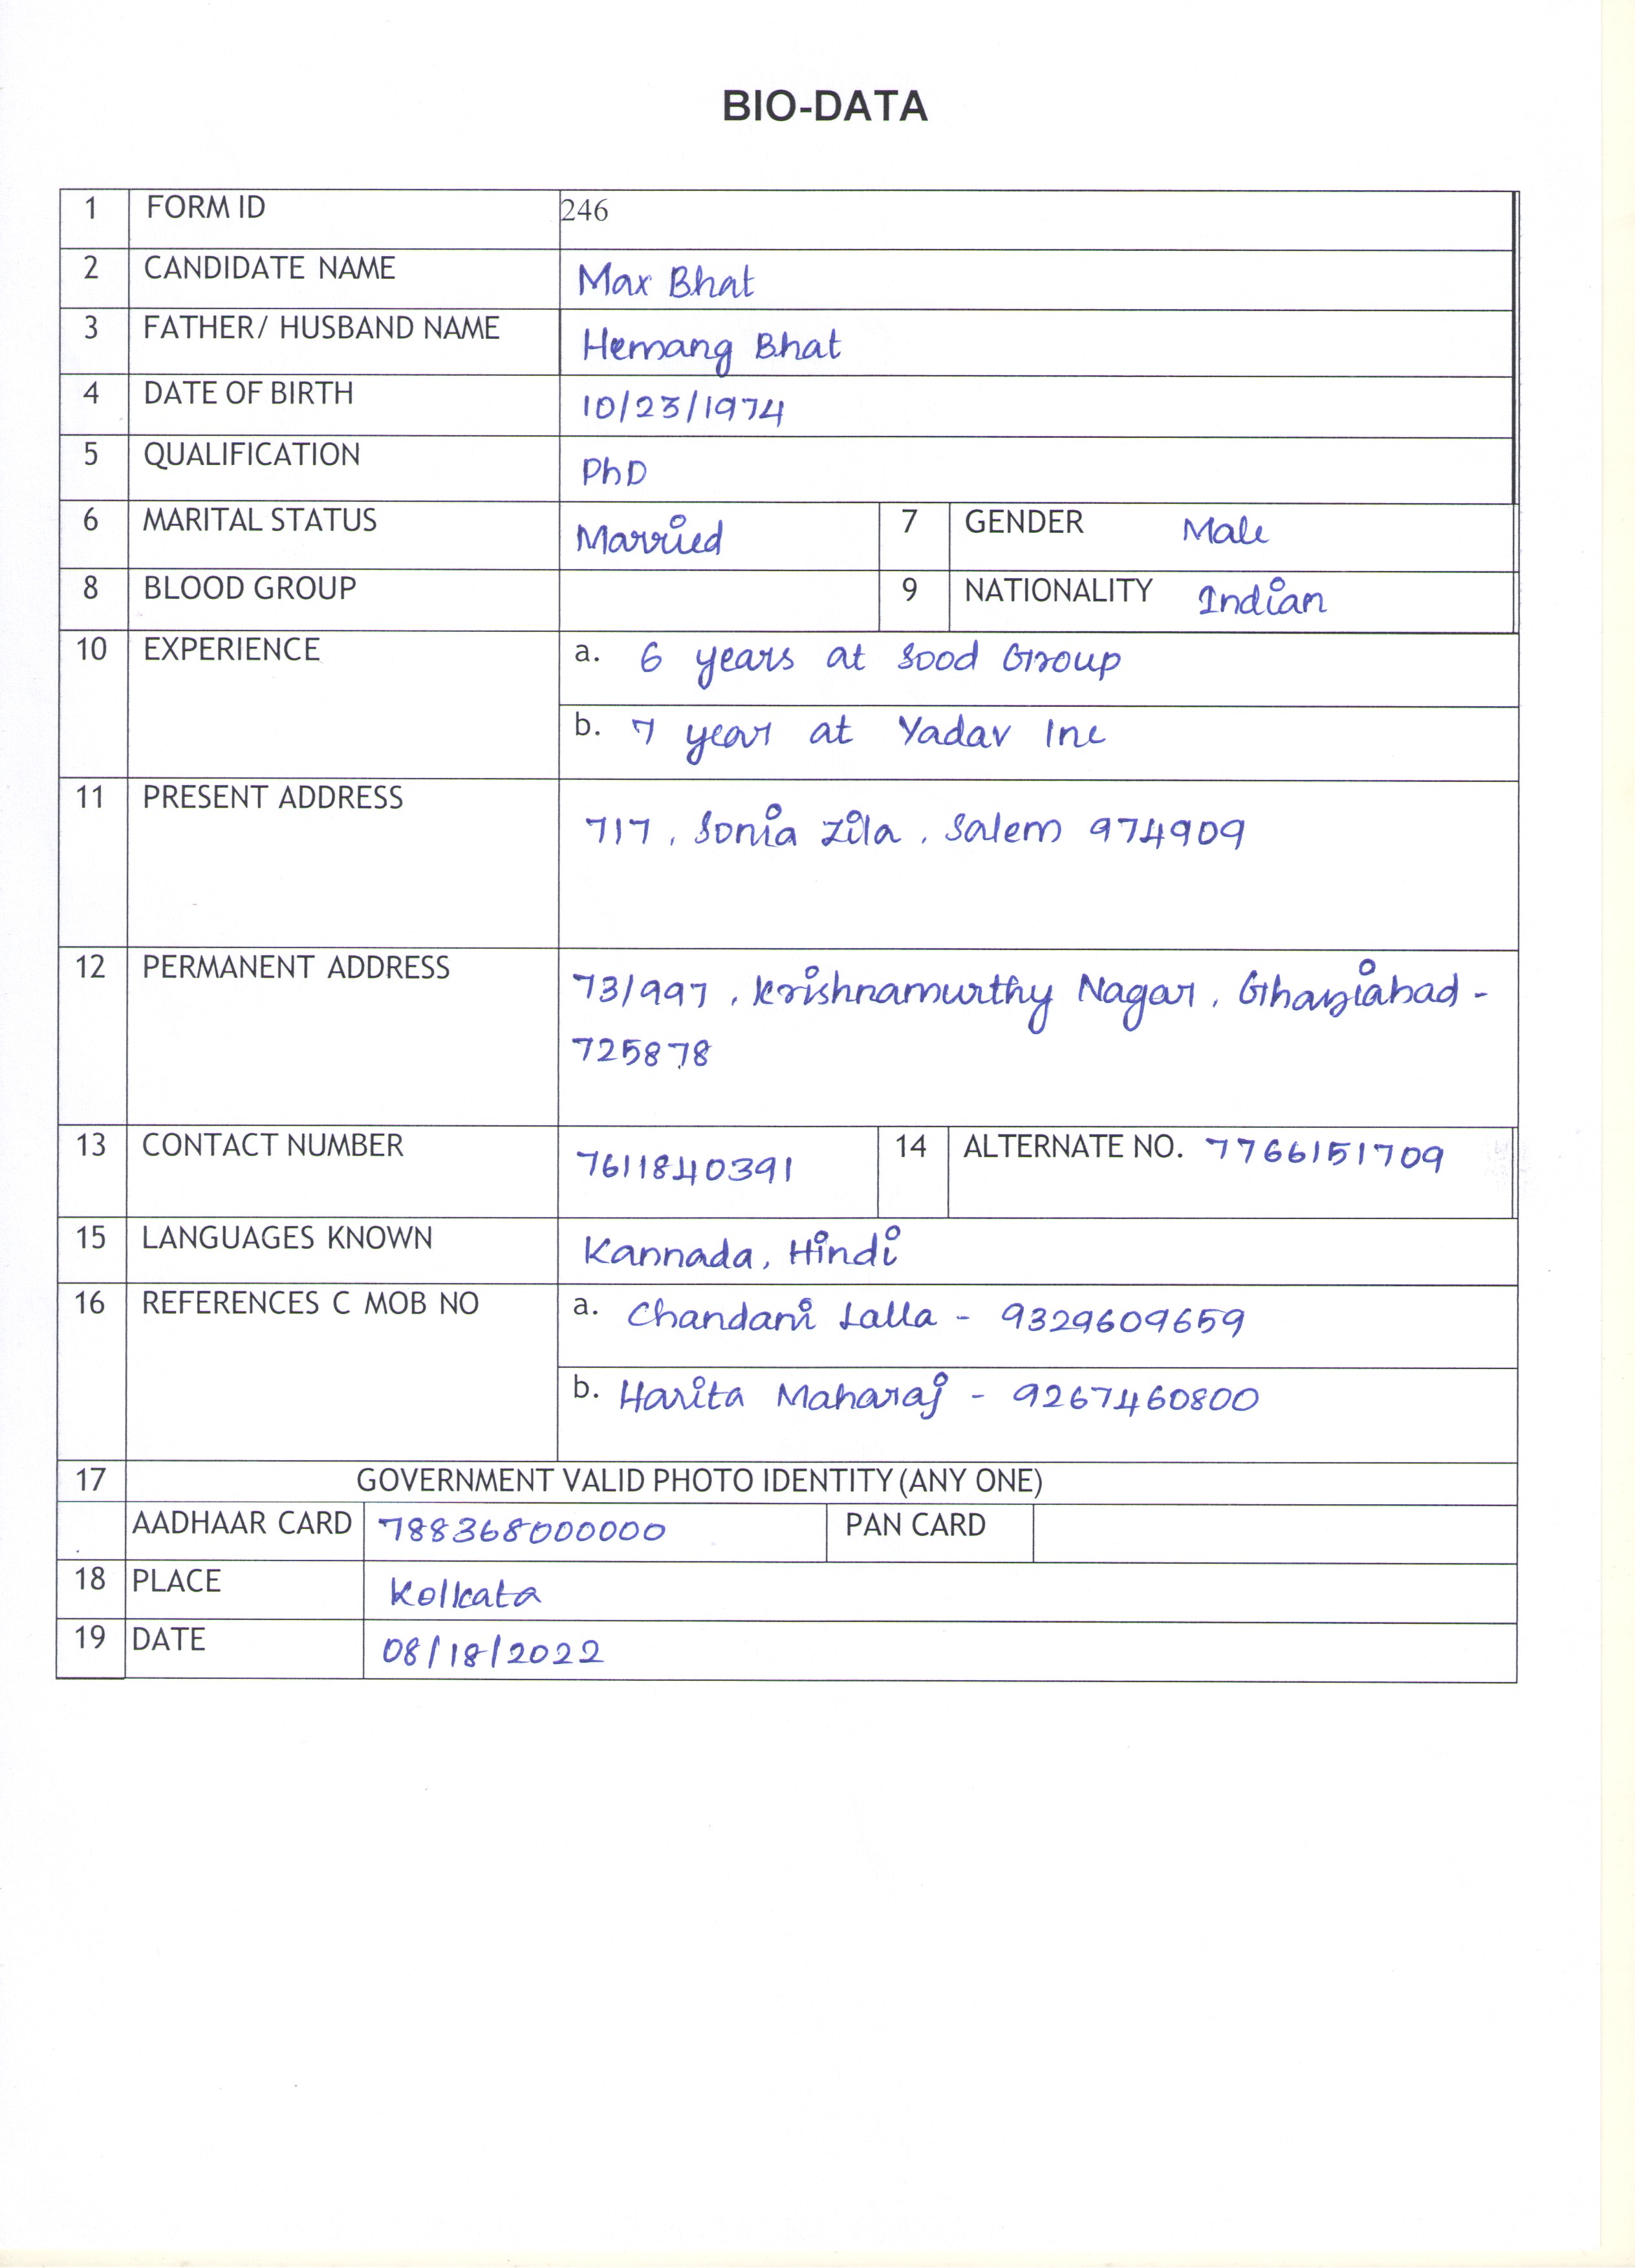 BIO-DATA
1 FORM ID 246
2 CANDIDATE NAME Max Bhat
3 FATHER/ HUSBAND NAME Hemang Bhat
4 DATE OF BIRTH 10/23/1974
5 QUALIFICATION PhD
6 MARITAL STATUS Married 7 GENDER Male
8 BLOOD GROUP 9 NATIONALITY Indian
10 EXPERIENCE a. 6 years at Sood Group
b. 7 year at Yadav Inc
11 PRESENT ADDRESS 717, Sonia Zila, Salem 974909
12 PERMANENT ADDRESS 73/997, Krishnamurthy Nagar, Ghaziabad -
725878
13 CONTACT NUMBER 7611840391 14 ALTERNATE NO. 7766151709
15 LANGUAGES KNOWN Kannada, Hindi
16 REFERENCES C MOB NO a. Chandani Lalla - 9329609659
b. Harita Maharaj - 9267460800
17 GOVERNMENT VALID PHOTO IDENTITY (ANY ONE)
AADHAAR CARD 788368000000 PAN CARD
18 PLACE Kolkata
19 DATE 08/18/2022